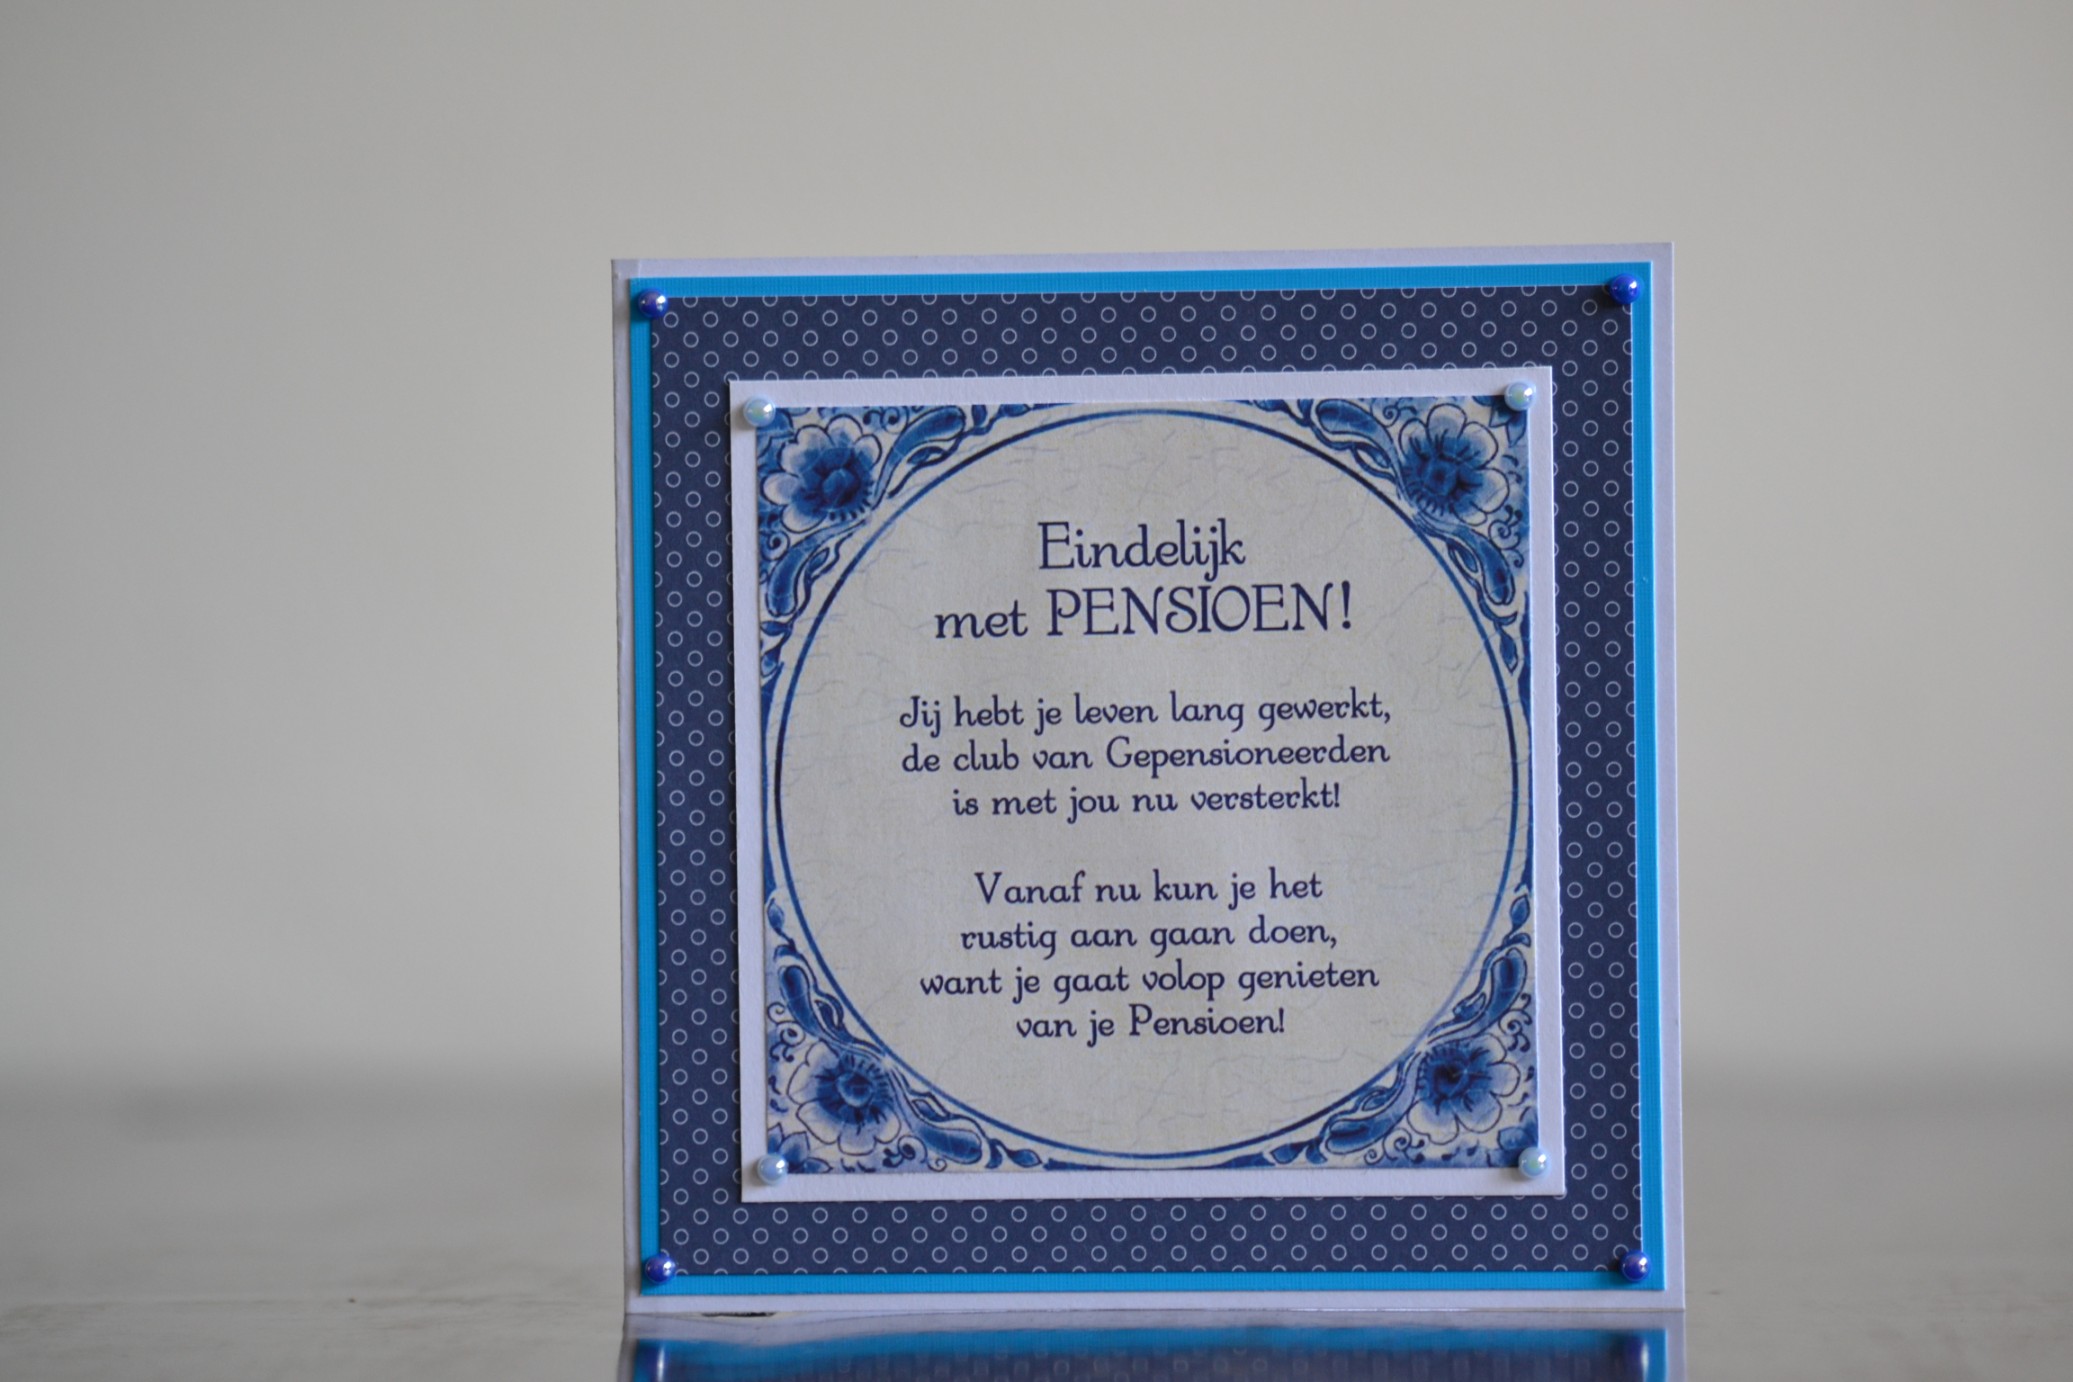 Eindelijk
met PENSIOEN!
Jij hebt je leven lang gewerkt,
de club van Gepensioneerden
is met jou nu versterkt!
Vanaf nu kun je het
rustig aan gaan doen,
want je gaat volop genieten
van je Pensioen!